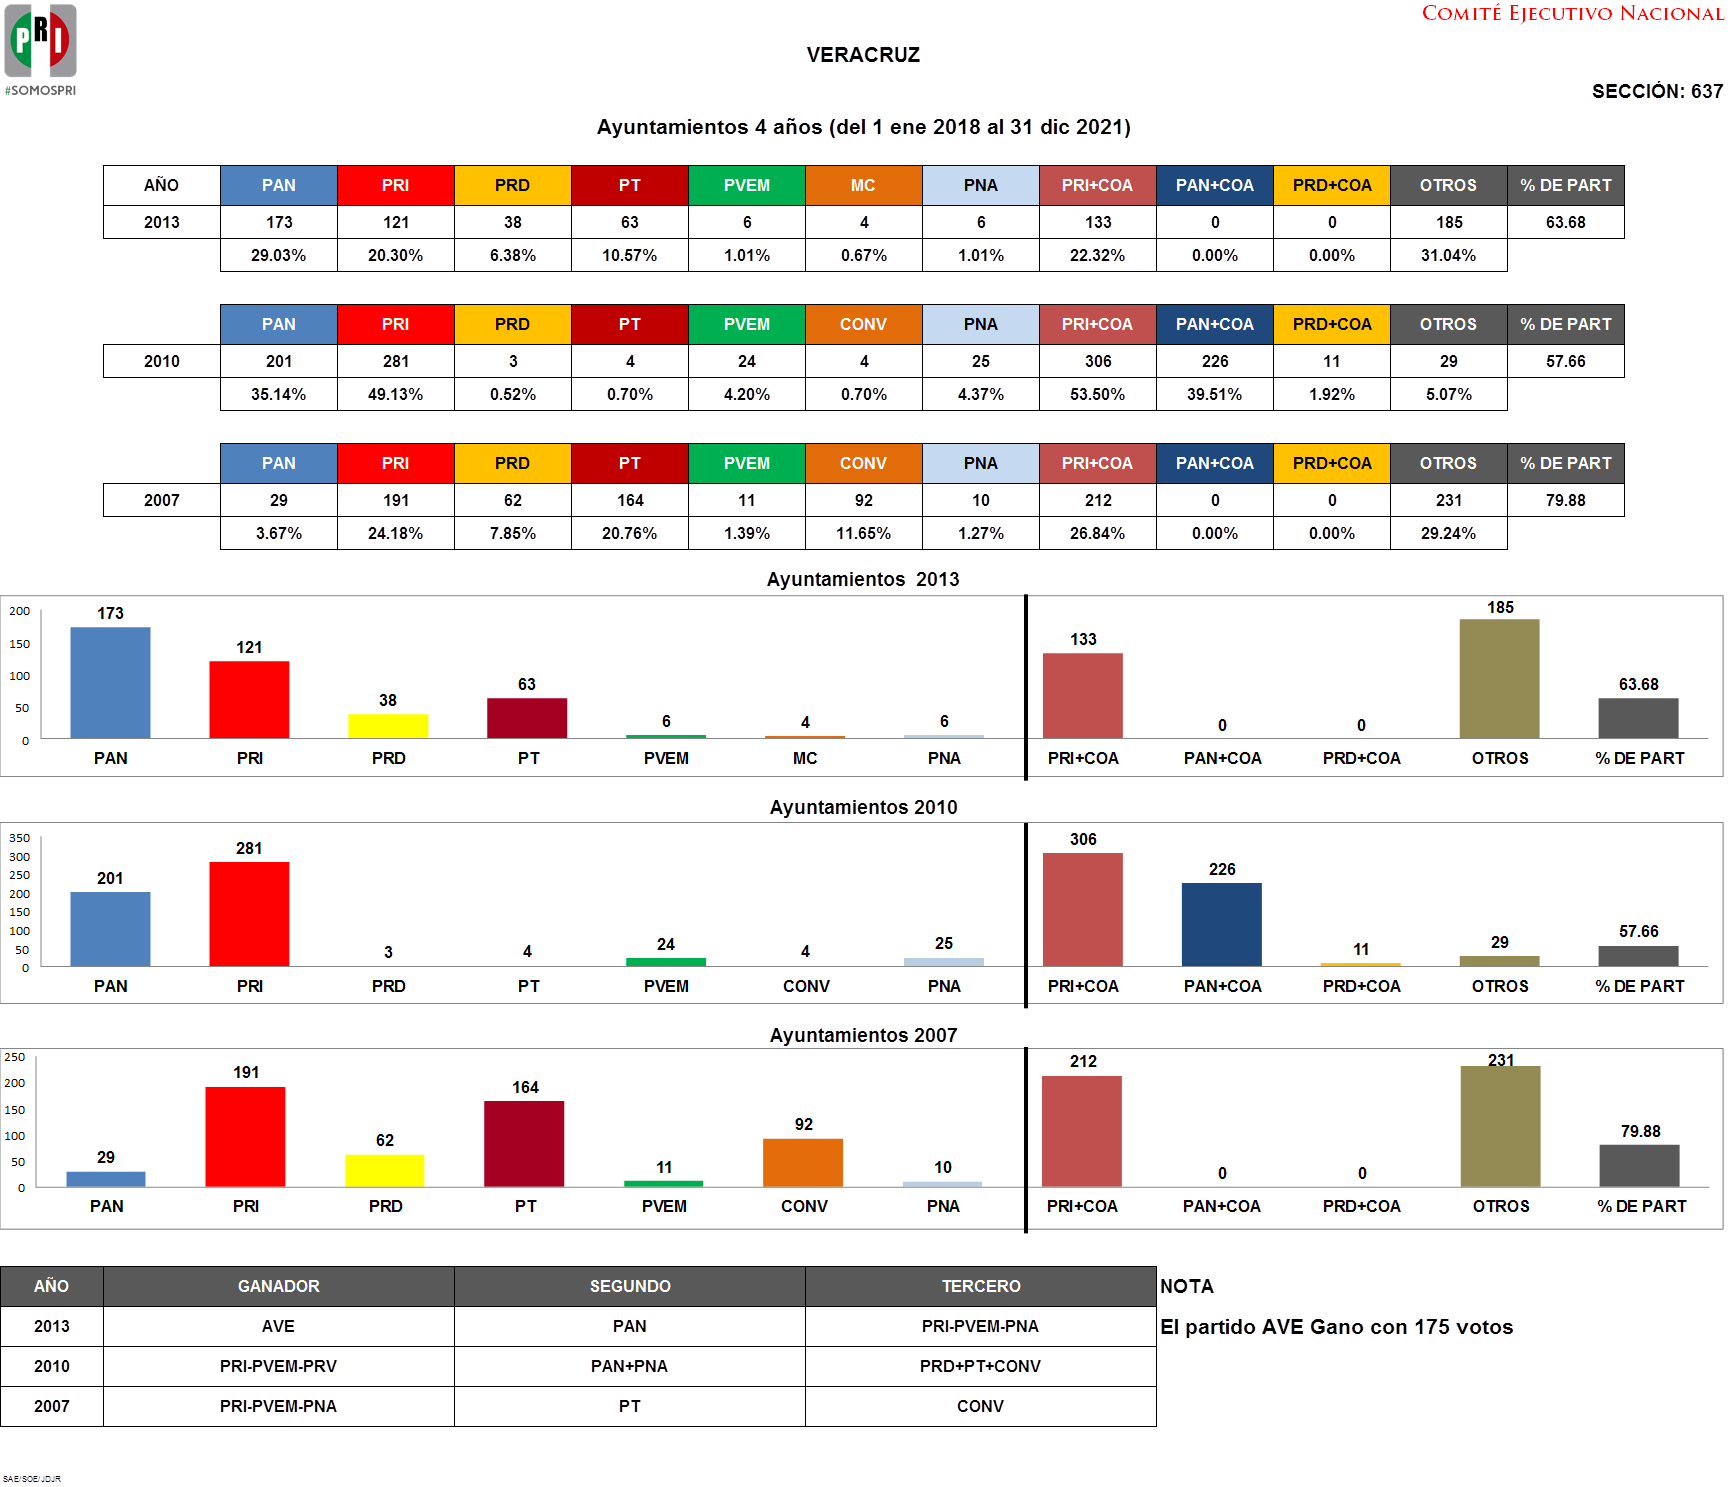 PRI
#SOMOSPRI
COMITÉ EJECUTIVO NACIONAL
VERACRUZ
SECCIÓN: 637
Ayuntamientos 4 años (del 1 ene 2018 al 31 dic 2021)
AÑO PAN PRI PRD PT PVEM MC PNA PRI+COA PAN+COA PRD+COA OTROS % DE PART
2013 173 121 38 63 6 4 6 133 0 0 185 63.68
29.03% 20.30% 6.38% 10.57% 1.01% 0.67% 1.01% 22.32% 0.00% 0.00% 31.04%
PAN PRI PRD PT PVEM CONV PNA PRI+COA PAN+COA PRD+COA OTROS % DE PART
2010 201 281 3 4 24 4 25 306 226 11 29 57.66
35.14% 49.13% 0.52% 0.70% 4.20% 0.70% 4.37% 53.50% 39.51% 1.92% 5.07%
PAN PRI PRD PT PVEM CONV PNA PRI+COA PAN+COA PRD+COA OTROS % DE PART
2007 29 191 62 164 11 92 10 212 0 0 231 79.88
3.67% 24.18% 7.85% 20.76% 1.39% 11.65% 1.27% 26.84% 0.00% 0.00% 29.24%
Ayuntamientos 2013
200
150
100
50
0
173 121 38 63 6 4 6 133 0 0 185 63.68
PAN PRI PRD PT PVEM MC PNA PRI+COA PAN+COA PRD+COA OTROS % DE PART
Ayuntamientos 2010
350
300
250
200
150
100
50
0
201 281 3 4 24 4 25 306 226 11 29 57.66
PAN PRI PRD PT PVEM CONV PNA PRI+COA PAN+COA PRD+COA OTROS % DE PART
Ayuntamientos 2007
250
200
150
100
50
0
29 191 62 164 11 92 10 212 0 0 231 79.88
PAN PRI PRD PT PVEM CONV PNA PRI+COA PAN+COA PRD+COA OTROS % DE PART
AÑO GANADOR SEGUNDO TERCERO NOTA
2013 AVE PAN PRI-PVEM-PNA El partido AVE Gano con 175 votos
2010 PRI-PVEM-PRV PAN+PNA PRD+PT+CONV
2007 PRI-PVEM-PNA PT CONV
SAE/SOE/JDJR